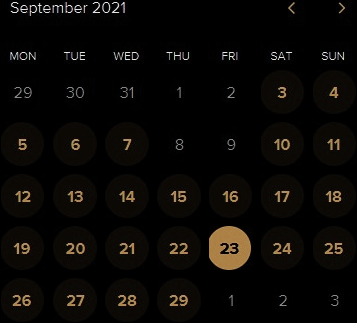 September 2021
MON TUE WED THU FRI SAT SUN
29 30 31 1 2 3 4
5 6 7 8 9 10 11
12 13 14 15 16 17 18
19 20 21 22 23 24 25
26 27 28 29 1 2 3